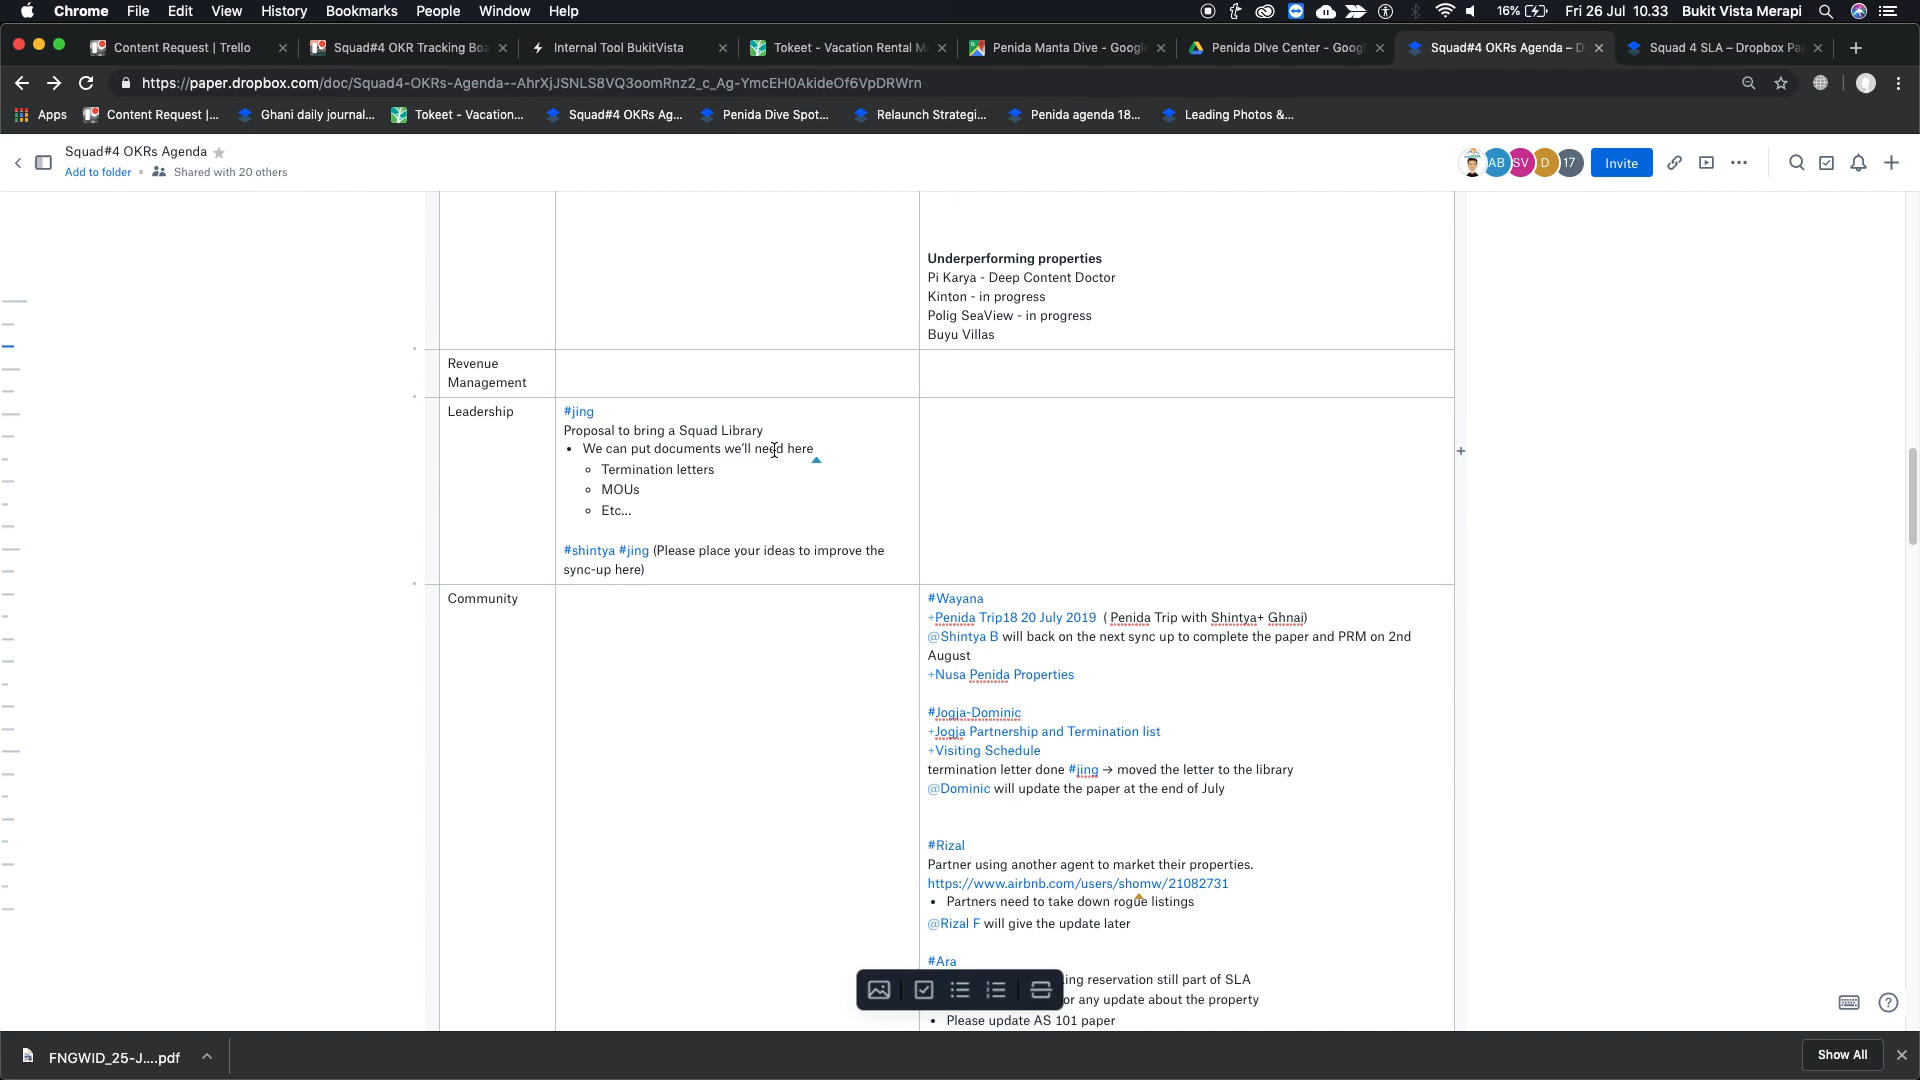 Chrome File Edit View History Bookmarks People Window Help 16% Fri 26 Jul 10.33 Bukit Vista Merapi
Content Request | Trello
Squad#4 OKR Tracking Boa
Internal Tool BukitVista
Tokeet - Vacation Rental M
Penida Manta Dive - Google
Penida DIve Center - Googl
Squad#4 OKRs Agenda – D
Squad 4 SLA – Dropbox Pa
https://paper.dropbox.com/doc/Squad4-OKRs-Agenda--AhrXjJSNLS8VQ3oomRnz2_c_Ag-YmcEH0AkideOf6VpDRWrn
Apps Content Request |... Ghani daily journal... Tokeet - Vacation... Squad#4 OKRs Ag... Penida Dive Spot... Relaunch Strategi... Penida agenda 18... Leading Photos &...
Squad#4 OKRs Agenda
Add to folder • Shared with 20 others
AB SV D 17 Invite
Underperforming properties
Pi Karya - Deep Content Doctor
Kinton - in progress
Polig SeaView - in progress
Buyu Villas
Revenue
Management
Leadership
#jing
Proposal to bring a Squad Library
• We can put documents we'll need here
◦ Termination letters
◦ MOUs
◦ Etc...
#shintya #jing (Please place your ideas to improve the
sync-up here)
Community
#Wayana
+Penida Trip18 20 July 2019 ( Penida Trip with Shintya+ Ghnai)
@Shintya B will back on the next sync up to complete the paper and PRM on 2nd
August
+Nusa Penida Properties
#Jogja-Dominic
+Jogja Partnership and Termination list
+Visiting Schedule
termination letter done #jing → moved the letter to the library
@Dominic will update the paper at the end of July
#Rizal
Partner using another agent to market their properties.
https://www.airbnb.com/users/shomw/21082731
• Partners need to take down rogue listings
@Rizal F will give the update later
#Ara
reservation still part of SLA
or any update about the property
• Please update AS 101 paper
FNGWID_25-J....pdf
Show All